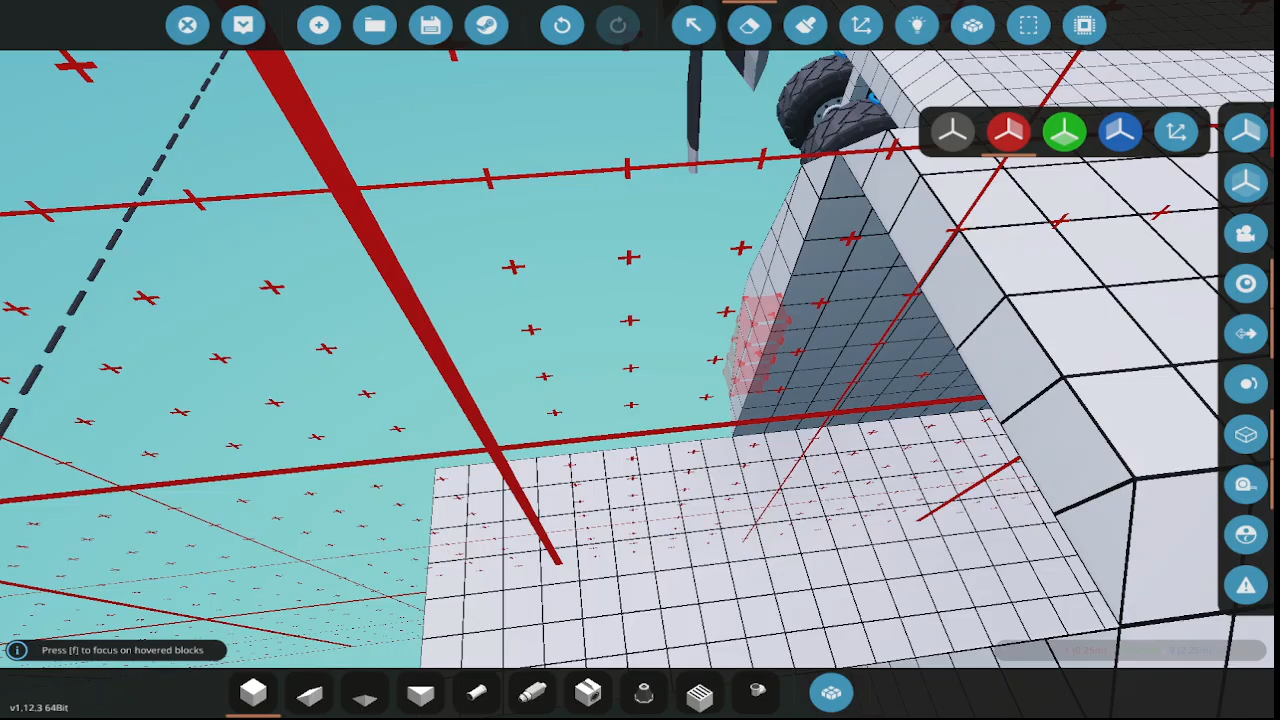 Press [f] to focus on hovered blocks
v1.12.3 64Bit